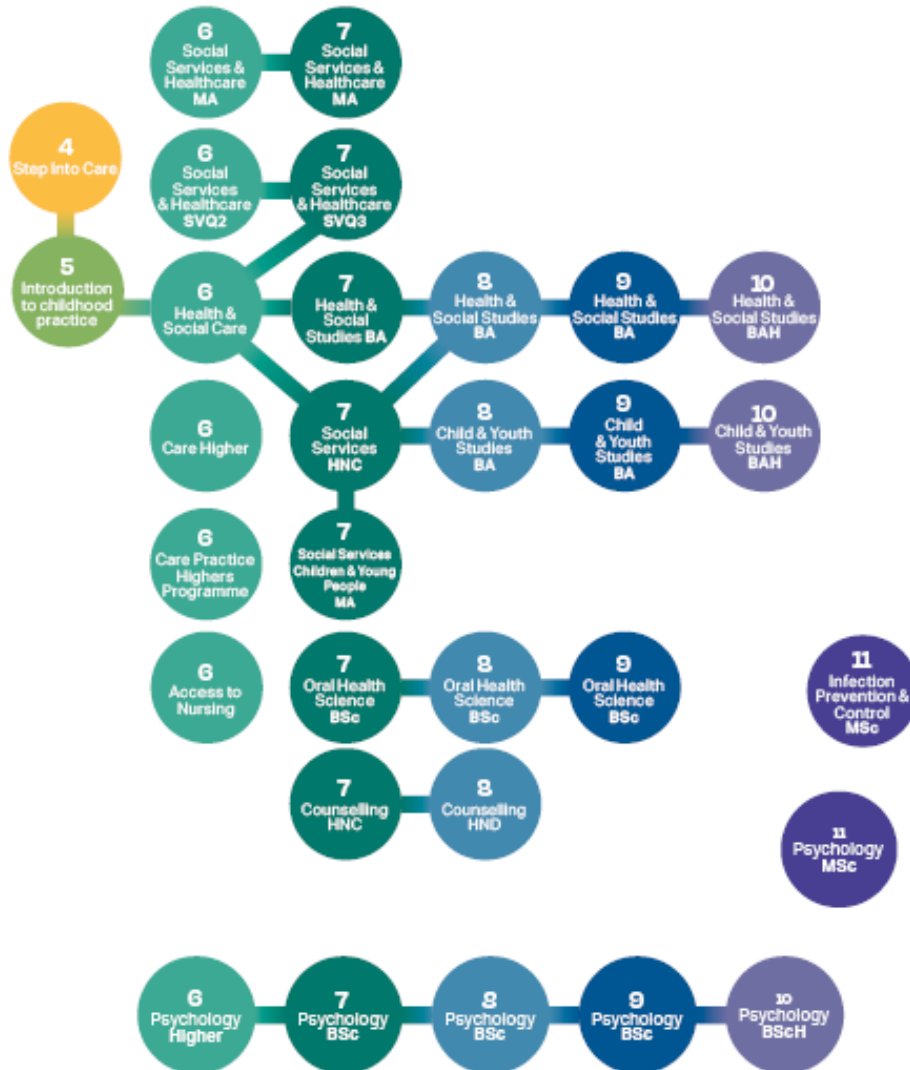 6
Social
Services &
Healthcare
MA
7
Social
Services &
Healthcare
MA
4
Step Into Care
6
Social
Services
& Healthcare
SVQ2
7
Social
Services
& Healthcare
SVQ3
5
Introduction
to childhood
practice
6
Health &
Social Care
7
Health &
Social
Studies BA
8
Health &
Social Studies
BA
9
Health &
Social Studies
BA
10
Health &
Social Studies
BAH
6
Care Higher
7
Social
Services
HNC
8
Child & Youth
Studies
BA
9
Child
& Youth
Studies
BA
10
Child & Youth
Studies
BAH
6
Care Practice
Highers
Programme
7
Social Services
Children & Young
People
MA
6
Access to
Nursing
7
Oral Health
Science
BSc
8
Oral Health
Science
BSc
9
Oral Health
Science
BSc
11
Infection
Prevention &
Control
MSc
7
Counselling
HNC
8
Counselling
HND
11
Psychology
MSc
6
Psychology
Higher
7
Psychology
BSc
8
Psychology
BSc
9
Psychology
BSc
10
Psychology
BScH